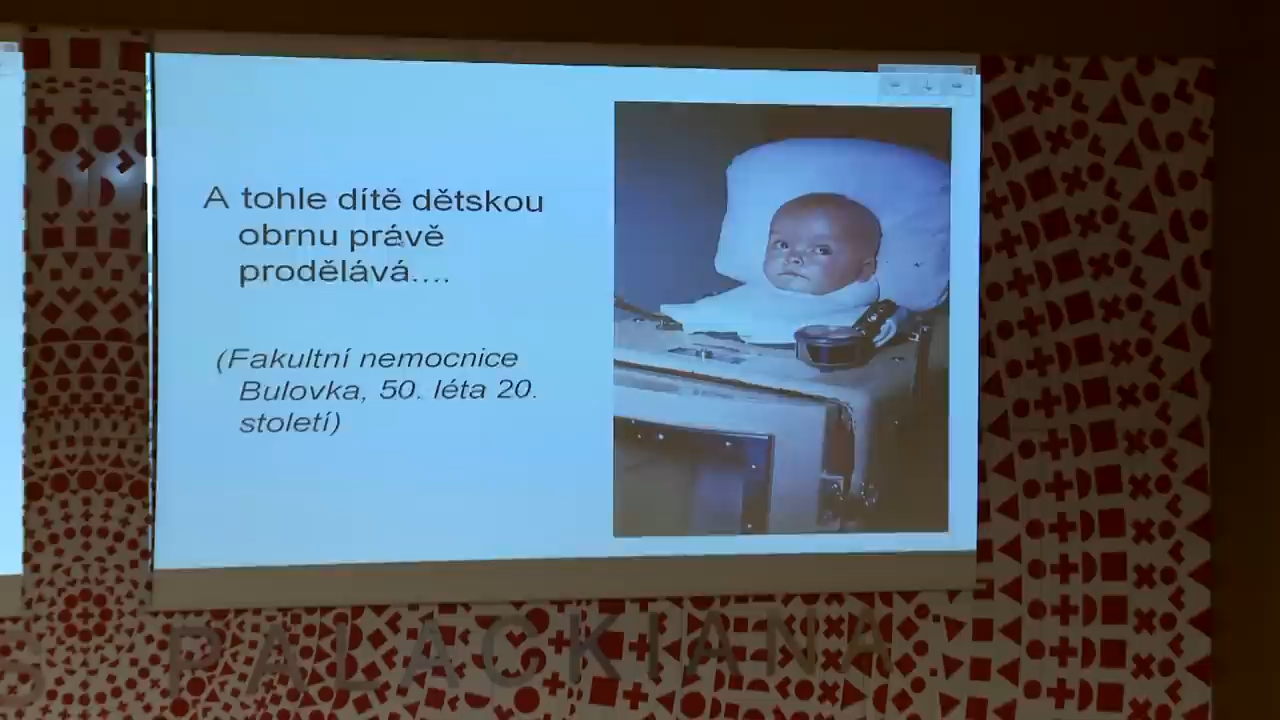 A tohle dítě dětskou
obrnu právě
prodělává....
(Fakultní nemocnice
Bulovka, 50. léta 20.
století)
S PALACKIANA